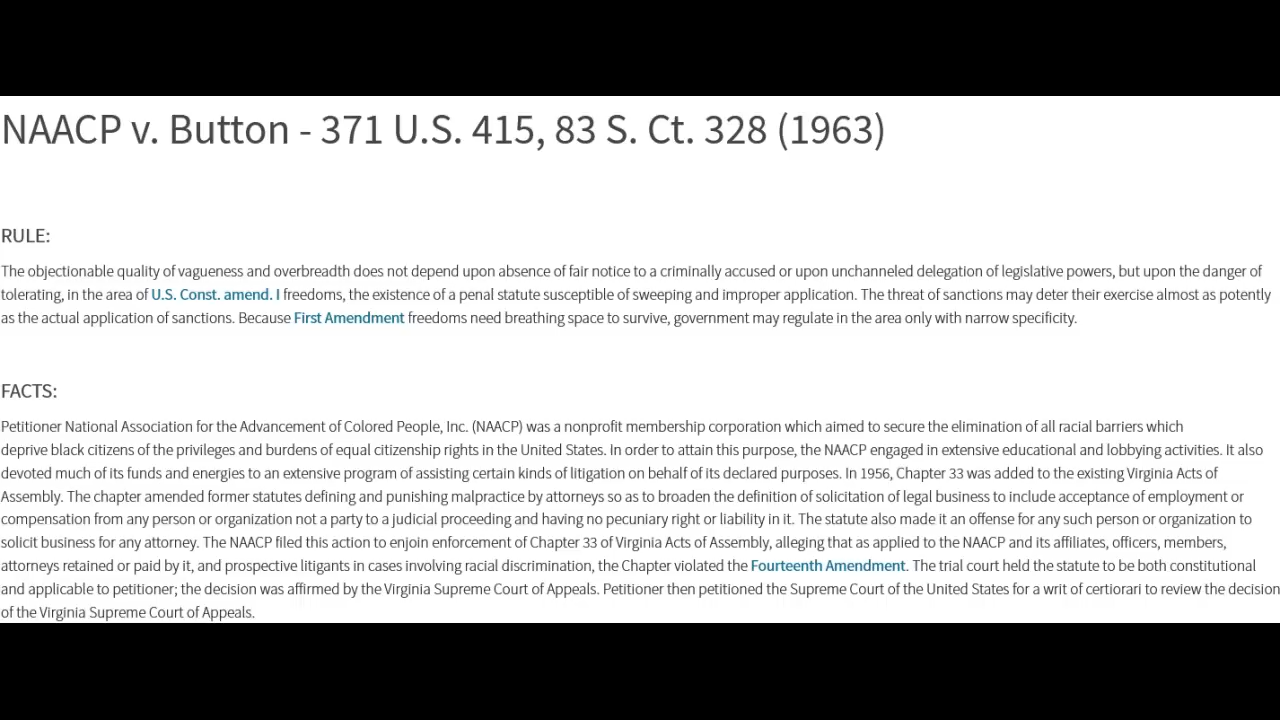 NAACP v. Button - 371 U.S. 415, 83 S. Ct. 328 (1963)
RULE:
The objectionable quality of vagueness and overbreadth does not depend upon absence of fair notice to a criminally accused or upon unchanneled delegation of legislative powers, but upon the danger of
tolerating, in the area of U.S. Const. amend. I freedoms, the existence of a penal statute susceptible of sweeping and improper application. The threat of sanctions may deter their exercise almost as potently
as the actual application of sanctions. Because First Amendment freedoms need breathing space to survive, government may regulate in the area only with narrow specificity.
FACTS:
Petitioner National Association for the Advancement of Colored People, Inc. (NAACP) was a nonprofit membership corporation which aimed to secure the elimination of all racial barriers which
deprive black citizens of the privileges and burdens of equal citizenship rights in the United States. In order to attain this purpose, the NAACP engaged in extensive educational and lobbying activities. It also
devoted much of its funds and energies to an extensive program of assisting certain kinds of litigation on behalf of its declared purposes. In 1956, Chapter 33 was added to the existing Virginia Acts of
Assembly. The chapter amended former statutes defining and punishing malpractice by attorneys so as to broaden the definition of solicitation of legal business to include acceptance of employment or
compensation from any person or organization not a party to a judicial proceeding and having no pecuniary right or liability in it. The statute also made it an offense for any such person or organization to
solicit business for any attorney. The NAACP filed this action to enjoin enforcement of Chapter 33 of Virginia Acts of Assembly, alleging that as applied to the NAACP and its affiliates, officers, members,
attorneys retained or paid by it, and prospective litigants in cases involving racial discrimination, the Chapter violated the Fourteenth Amendment. The trial court held the statute to be both constitutional
and applicable to petitioner; the decision was affirmed by the Virginia Supreme Court of Appeals. Petitioner then petitioned the Supreme Court of the United States for a writ of certiorari to review the decision
of the Virginia Supreme Court of Appeals.